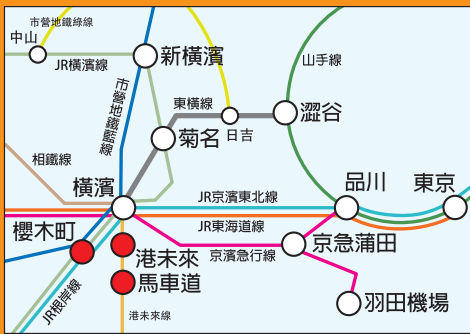 市營地鐵綠線
中山
新橫濱
JR橫濱線
山手線
市營地鐵藍線
東橫線
澀谷
菊名
日吉
相鐵線
橫濱
JR京濱東北線
品川
東京
JR東海道線
櫻木町
港未來
京濱急行線
京急蒲田
馬車道
JR根岸線
港未來線
羽田機場